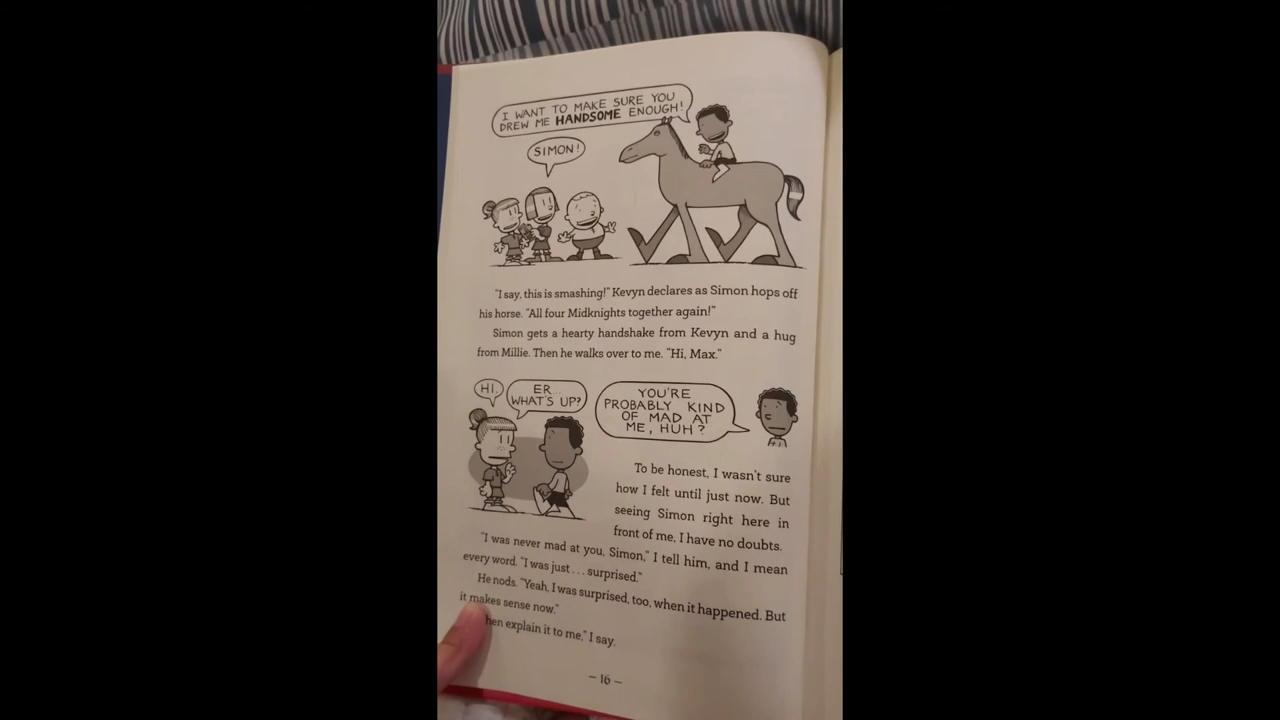 I WANT TO MAKE SURE YOU
DREW ME HANDSOME ENOUGH!
SIMON!
"I say, this is smashing!" Kevyn declares as Simon hops off
his horse. "All four Midknights together again!"
Simon gets a hearty handshake from Kevyn and a hug
from Millie. Then he walks over to me. "Hi, Max."
HI.
ER...
WHAT'S UP?
YOU'RE
PROBABLY KIND
OF MAD AT
ME, HUH?
To be honest, I wasn't sure
how I felt until just now. But
seeing Simon right here in
front of me, I have no doubts.
"I was never mad at you, Simon," I tell him, and I mean
every word. "I was just . . . surprised."
He nods. "Yeah, I was surprised, too, when it happened. But
it makes sense now."
hen explain it to me," I say.
– 16 –